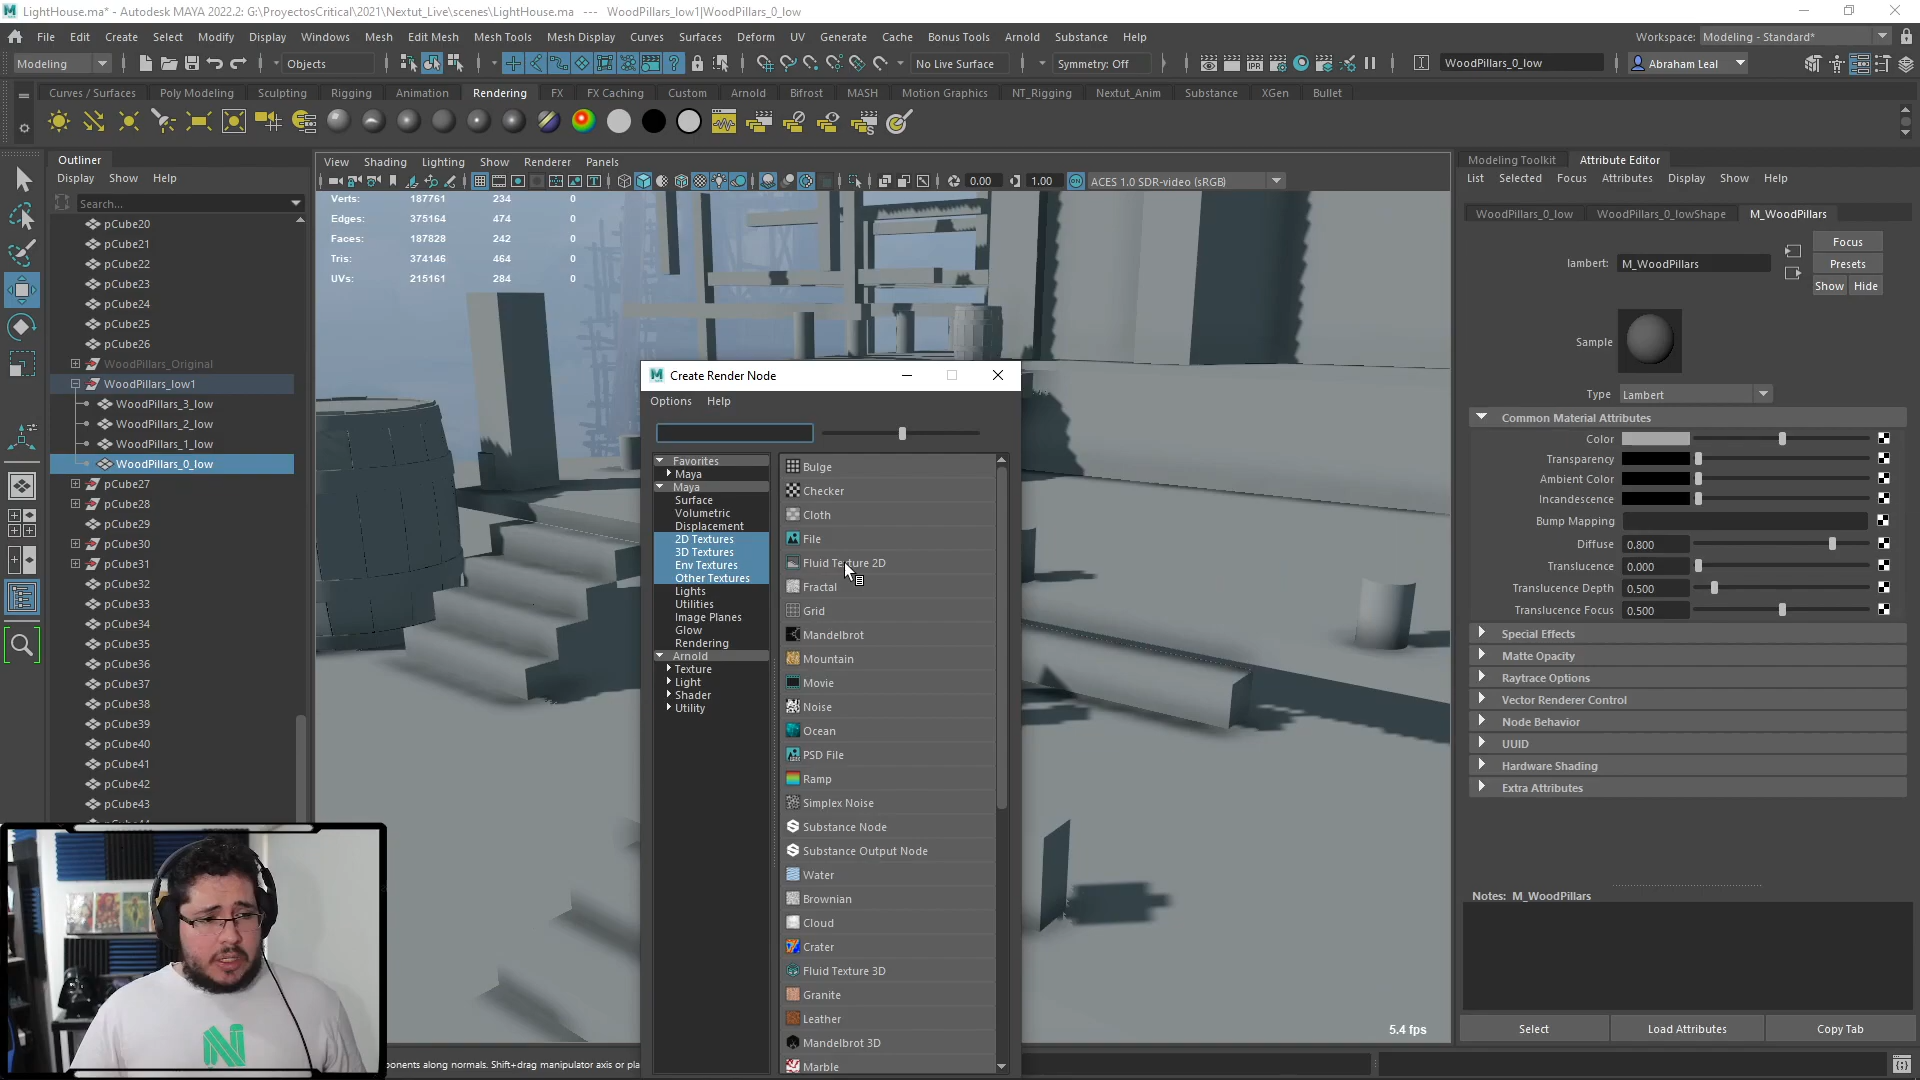 LightHouse.ma* - Autodesk MAYA 2022.2: G:\ProyectosCritical\2021\Nextut_Live\scenes\LightHouse.ma --- WoodPillars_low1|WoodPillars_0_low
File Edit Create Select Modify Display Windows Mesh Edit Mesh Mesh Tools Mesh Display Curves Surfaces Deform UV Generate Cache Bonus Tools Arnold Substance Help
Workspace: Modeling - Standard*
Modeling Objects No Live Surface Symmetry: Off WoodPillars_0_low Abraham Leal
Curves / Surfaces Poly Modeling Sculpting Rigging Animation Rendering FX FX Caching Custom Arnold Bifrost MASH Motion Graphics NT_Rigging Nextut_Anim Substance XGen Bullet
Outliner
Display Show Help
Search...
pCube20
pCube21
pCube22
pCube23
pCube24
pCube25
pCube26
WoodPillars_Original
WoodPillars_low1
WoodPillars_3_low
WoodPillars_2_low
WoodPillars_1_low
WoodPillars_0_low
pCube27
pCube28
pCube29
pCube30
pCube31
pCube32
pCube33
pCube34
pCube35
pCube36
pCube37
pCube38
pCube39
pCube40
pCube41
pCube42
pCube43
View Shading Lighting Show Renderer Panels
0.00 1.00 ACES 1.0 SDR-video (sRGB)
Verts: 187761 234 0
Edges: 375164 474 0
Faces: 187828 242 0
Tris: 374146 464 0
UVs: 215161 284 0
Create Render Node
Options Help
Favorites
Maya
Maya
Surface
Volumetric
Displacement
2D Textures
3D Textures
Env Textures
Other Textures
Lights
Utilities
Image Planes
Glow
Rendering
Arnold
Texture
Light
Shader
Utility
Bulge
Checker
Cloth
File
Fluid Texture 2D
Fractal
Grid
Mandelbrot
Mountain
Movie
Noise
Ocean
PSD File
Ramp
Simplex Noise
Substance Node
Substance Output Node
Water
Brownian
Cloud
Crater
Fluid Texture 3D
Granite
Leather
Mandelbrot 3D
Marble
5.4 fps
Modeling Toolkit Attribute Editor
List Selected Focus Attributes Display Show Help
WoodPillars_0_low WoodPillars_0_lowShape M_WoodPillars
lambert: M_WoodPillars
Focus
Presets
Show Hide
Sample
Type Lambert
Common Material Attributes
Color
Transparency
Ambient Color
Incandescence
Bump Mapping
Diffuse 0.800
Translucence 0.000
Translucence Depth 0.500
Translucence Focus 0.500
Special Effects
Matte Opacity
Raytrace Options
Vector Renderer Control
Node Behavior
UUID
Hardware Shading
Extra Attributes
Notes: M_WoodPillars
Select Load Attributes Copy Tab
ponents along normals. Shift+drag manipulator axis or pla